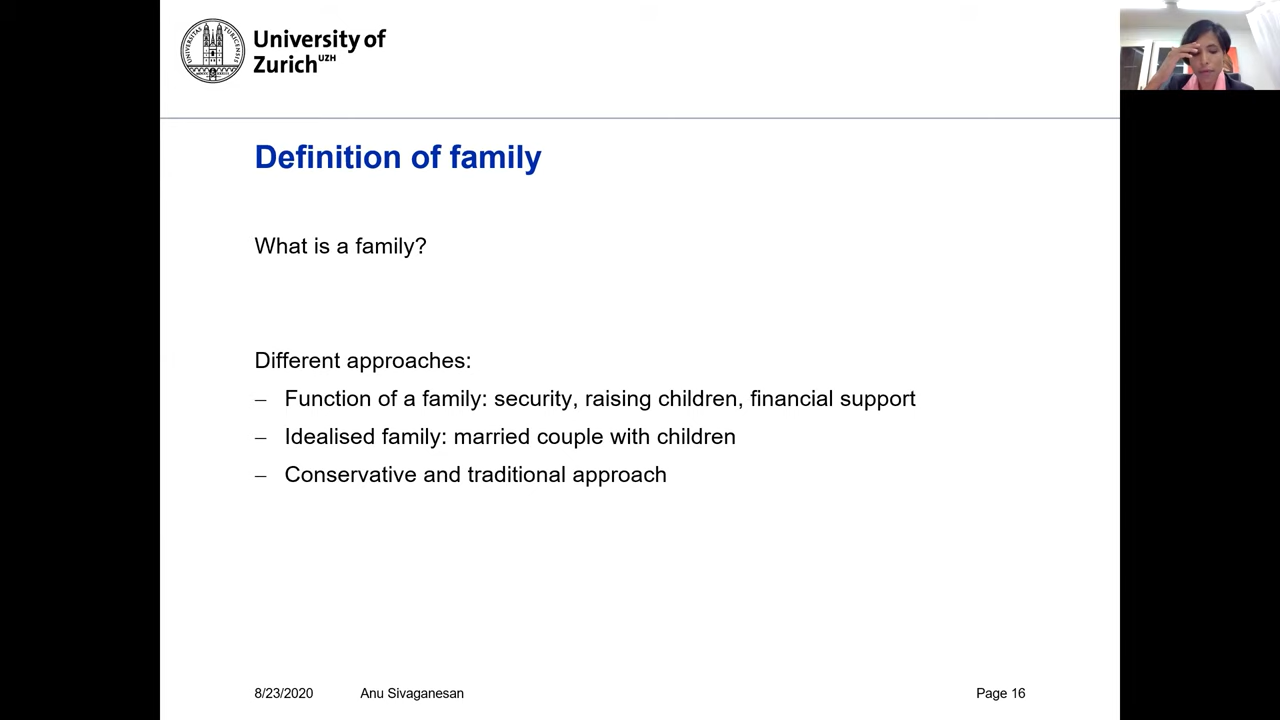 University of
Zurich UZH
Definition of family
What is a family?
Different approaches:
– Function of a family: security, raising children, financial support
– Idealised family: married couple with children
– Conservative and traditional approach
8/23/2020 Anu Sivaganesan Page 16